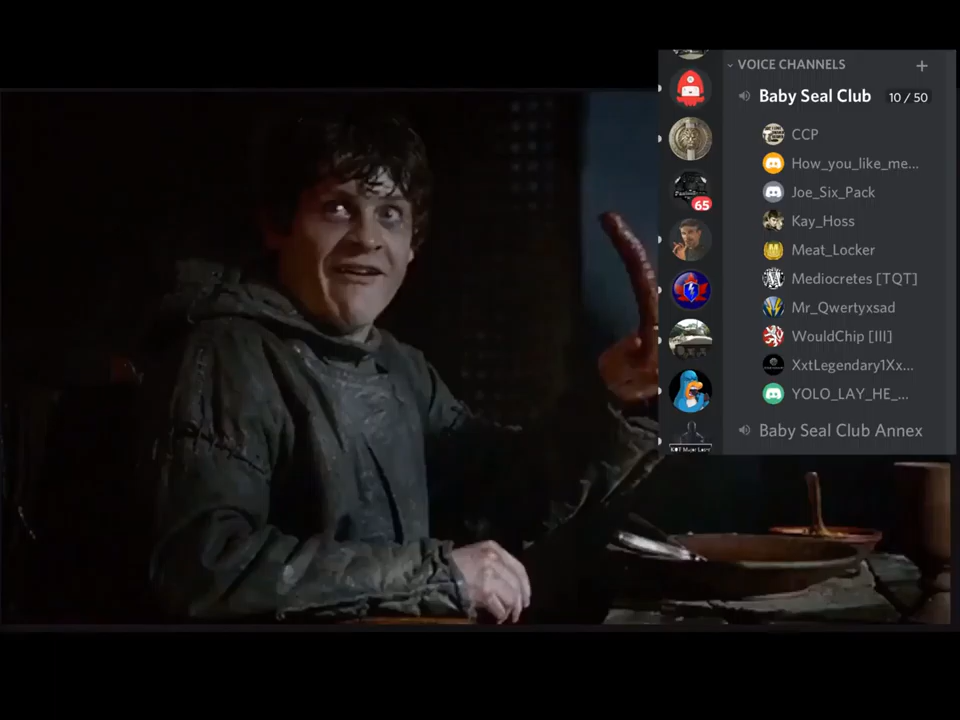 VOICE CHANNELS
Baby Seal Club 10 / 50
CCP
How_you_like_me...
Joe_Six_Pack
65
Kay_Hoss
Meat_Locker
Mediocretes [TQT]
Mr_Qwertyxsad
WouldChip [III]
XxtLegendary1Xx...
YOLO_LAY_HE_...
Baby Seal Club Annex